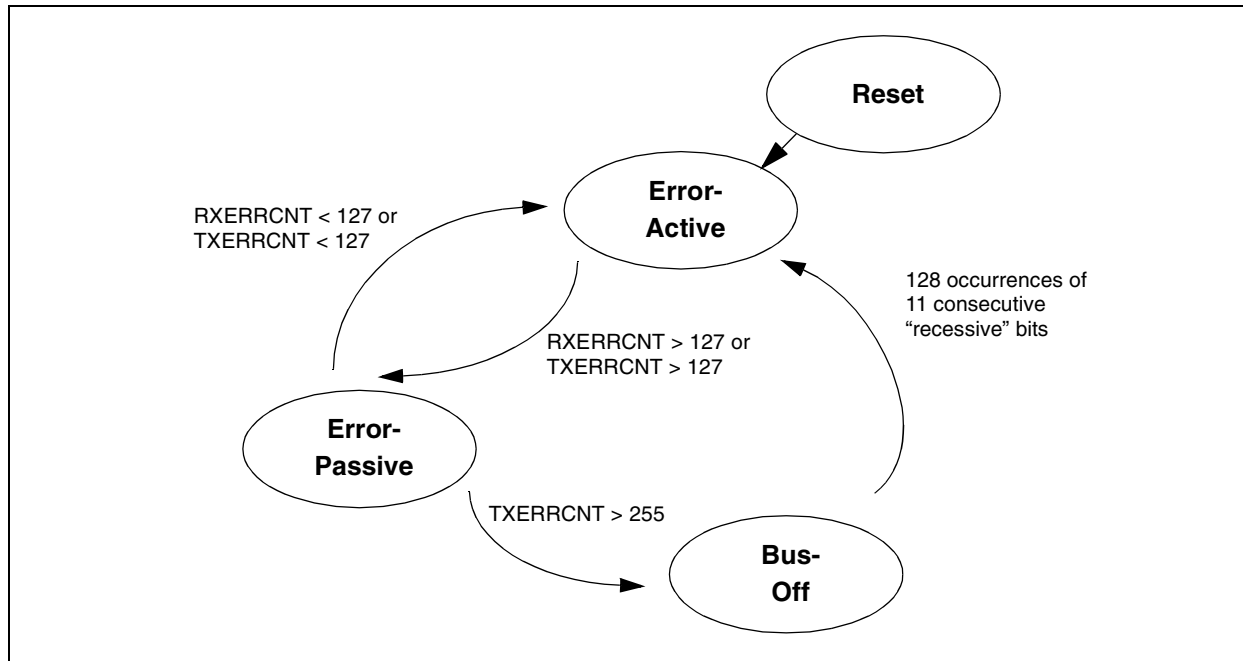 Reset
Error-
Active
RXERRCNT < 127 or
TXERRCNT < 127
128 occurrences of
11 consecutive
“recessive” bits
RXERRCNT > 127 or
TXERRCNT > 127
Error-
Passive
TXERRCNT > 255
Bus-
Off